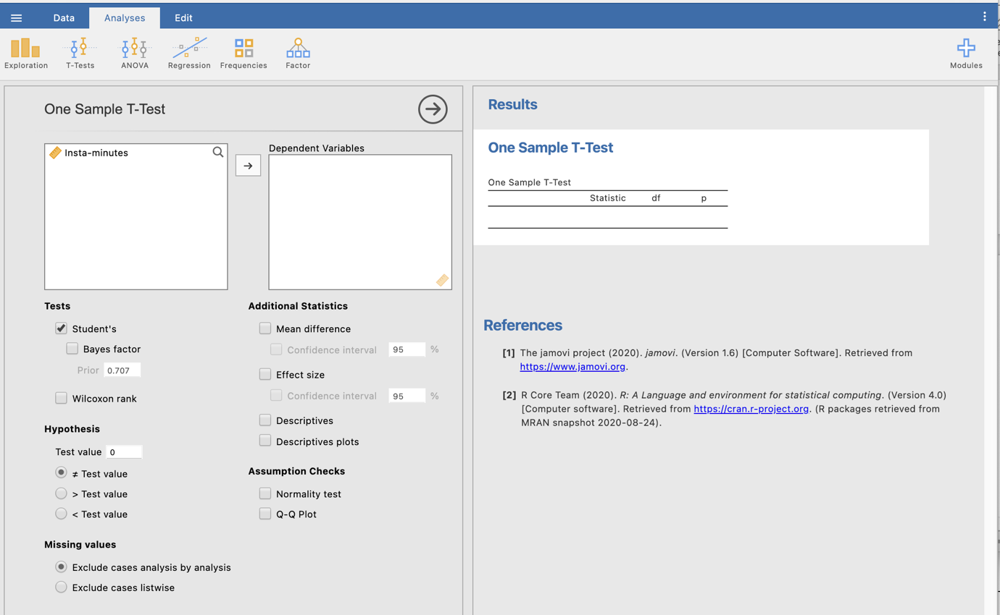 Data Analyses Edit
Exploration T-Tests ANOVA Regression Frequencies Factor Modules
One Sample T-Test
Insta-minutes
Dependent Variables
Tests
Student's
Bayes factor
Prior 0.707
Wilcoxon rank
Hypothesis
Test value 0
≠ Test value
> Test value
< Test value
Missing values
Exclude cases analysis by analysis
Exclude cases listwise
Additional Statistics
Mean difference
Confidence interval 95 %
Effect size
Confidence interval 95 %
Descriptives
Descriptives plots
Assumption Checks
Normality test
Q-Q Plot
Results
One Sample T-Test
One Sample T-Test
Statistic df p
References
[1] The jamovi project (2020). jamovi. (Version 1.6) [Computer Software]. Retrieved from
https://www.jamovi.org.
[2] R Core Team (2020). R: A Language and environment for statistical computing. (Version 4.0)
[Computer software]. Retrieved from https://cran.r-project.org. (R packages retrieved from
MRAN snapshot 2020-08-24).